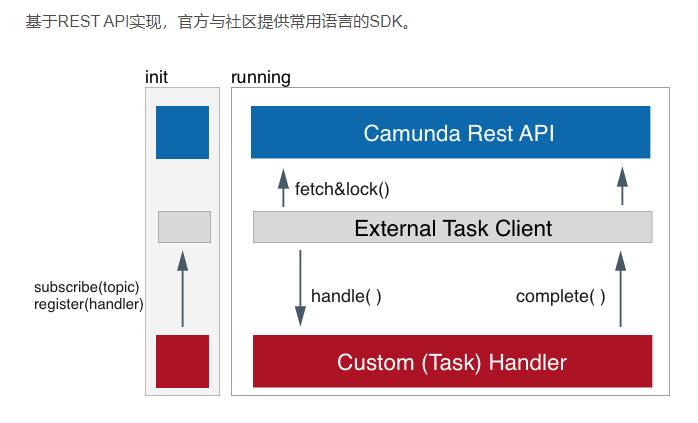 基于REST API实现，官方与社区提供常用语言的SDK。
init
running
Camunda Rest API
fetch&lock()
External Task Client
subscribe(topic)
register(handler)
handle( )
complete( )
Custom (Task) Handler